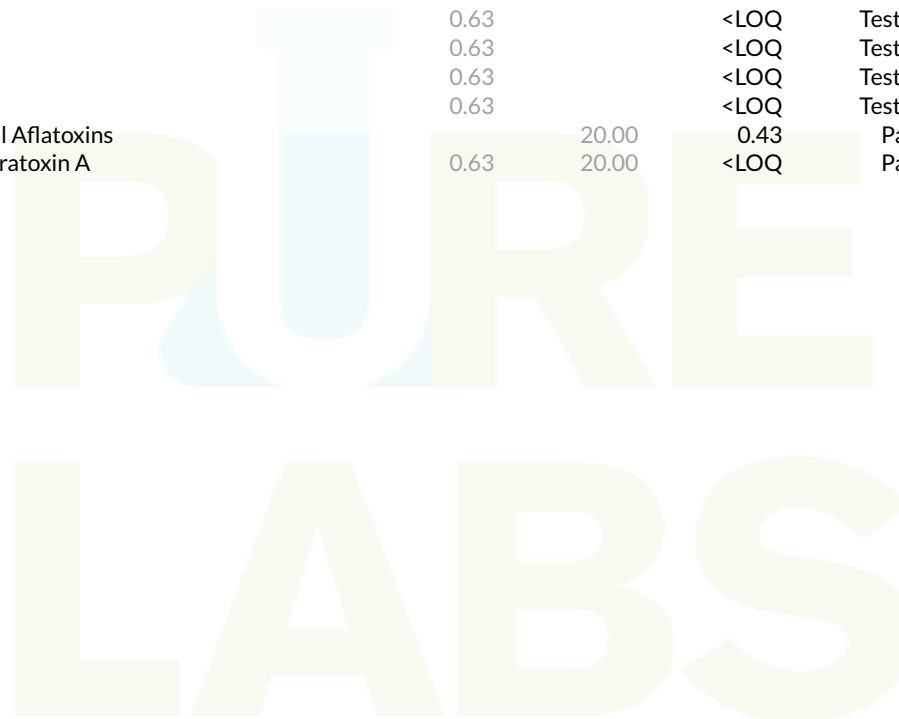 0.63 <LOQ Test
0.63 <LOQ Test
0.63 <LOQ Test
0.63 <LOQ Test
l Aflatoxins 20.00 0.43 Pa
ratoxin A 0.63 20.00 <LOQ Pa
PURE
LABS